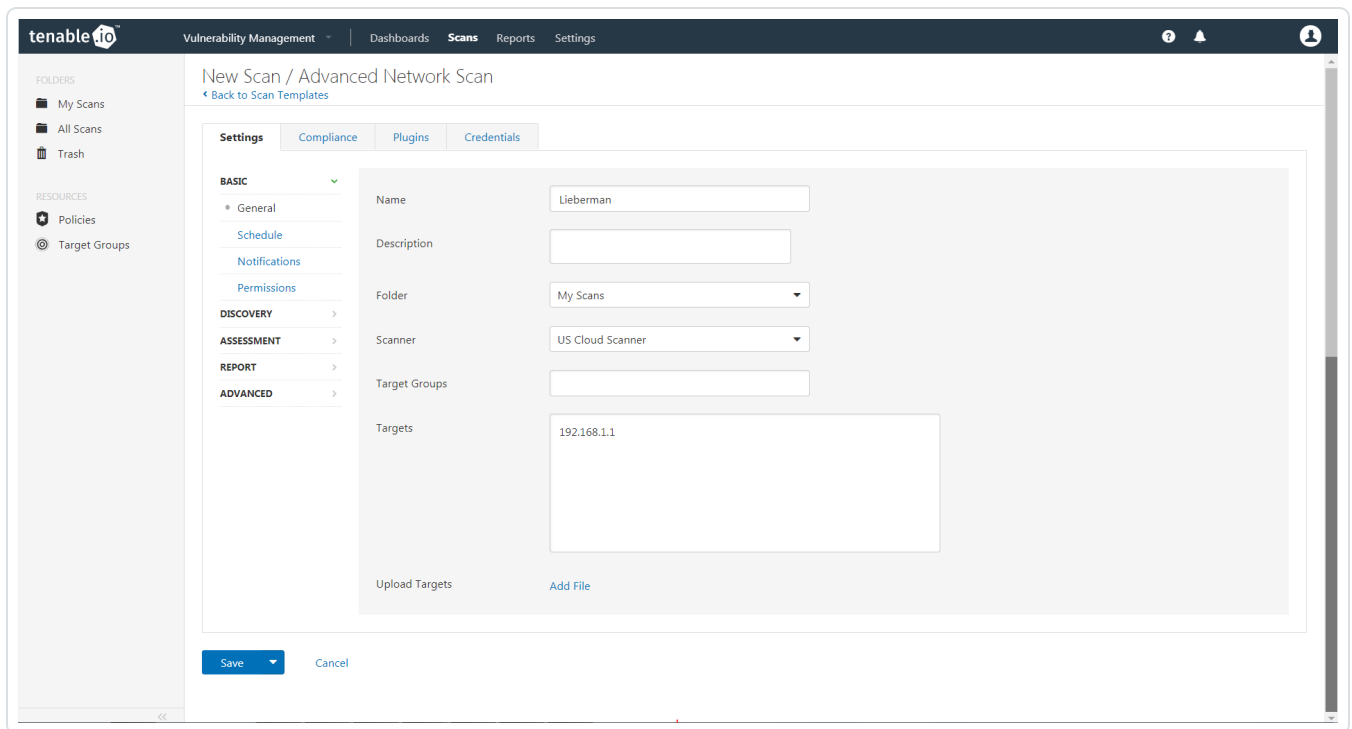 tenable.io™
Vulnerability Management
Dashboards
Scans
Reports
Settings
FOLDERS
My Scans
All Scans
Trash
RESOURCES
Policies
Target Groups
New Scan / Advanced Network Scan
Back to Scan Templates
Settings
Compliance
Plugins
Credentials
BASIC
General
Schedule
Notifications
Permissions
DISCOVERY
ASSESSMENT
REPORT
ADVANCED
Name
Lieberman
Description
Folder
My Scans
Scanner
US Cloud Scanner
Target Groups
Targets
192.168.1.1
Upload Targets
Add File
Save
Cancel